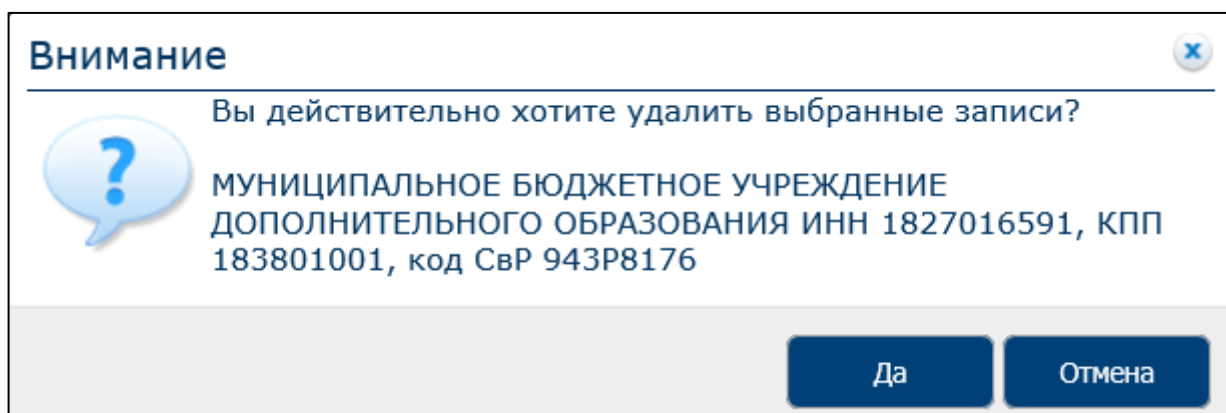 Внимание
Вы действительно хотите удалить выбранные записи?
МУНИЦИПАЛЬНОЕ БЮДЖЕТНОЕ УЧРЕЖДЕНИЕ
ДОПОЛНИТЕЛЬНОГО ОБРАЗОВАНИЯ ИНН 1827016591, КПП
183801001, код СвР 943Р8176
Да
Отмена